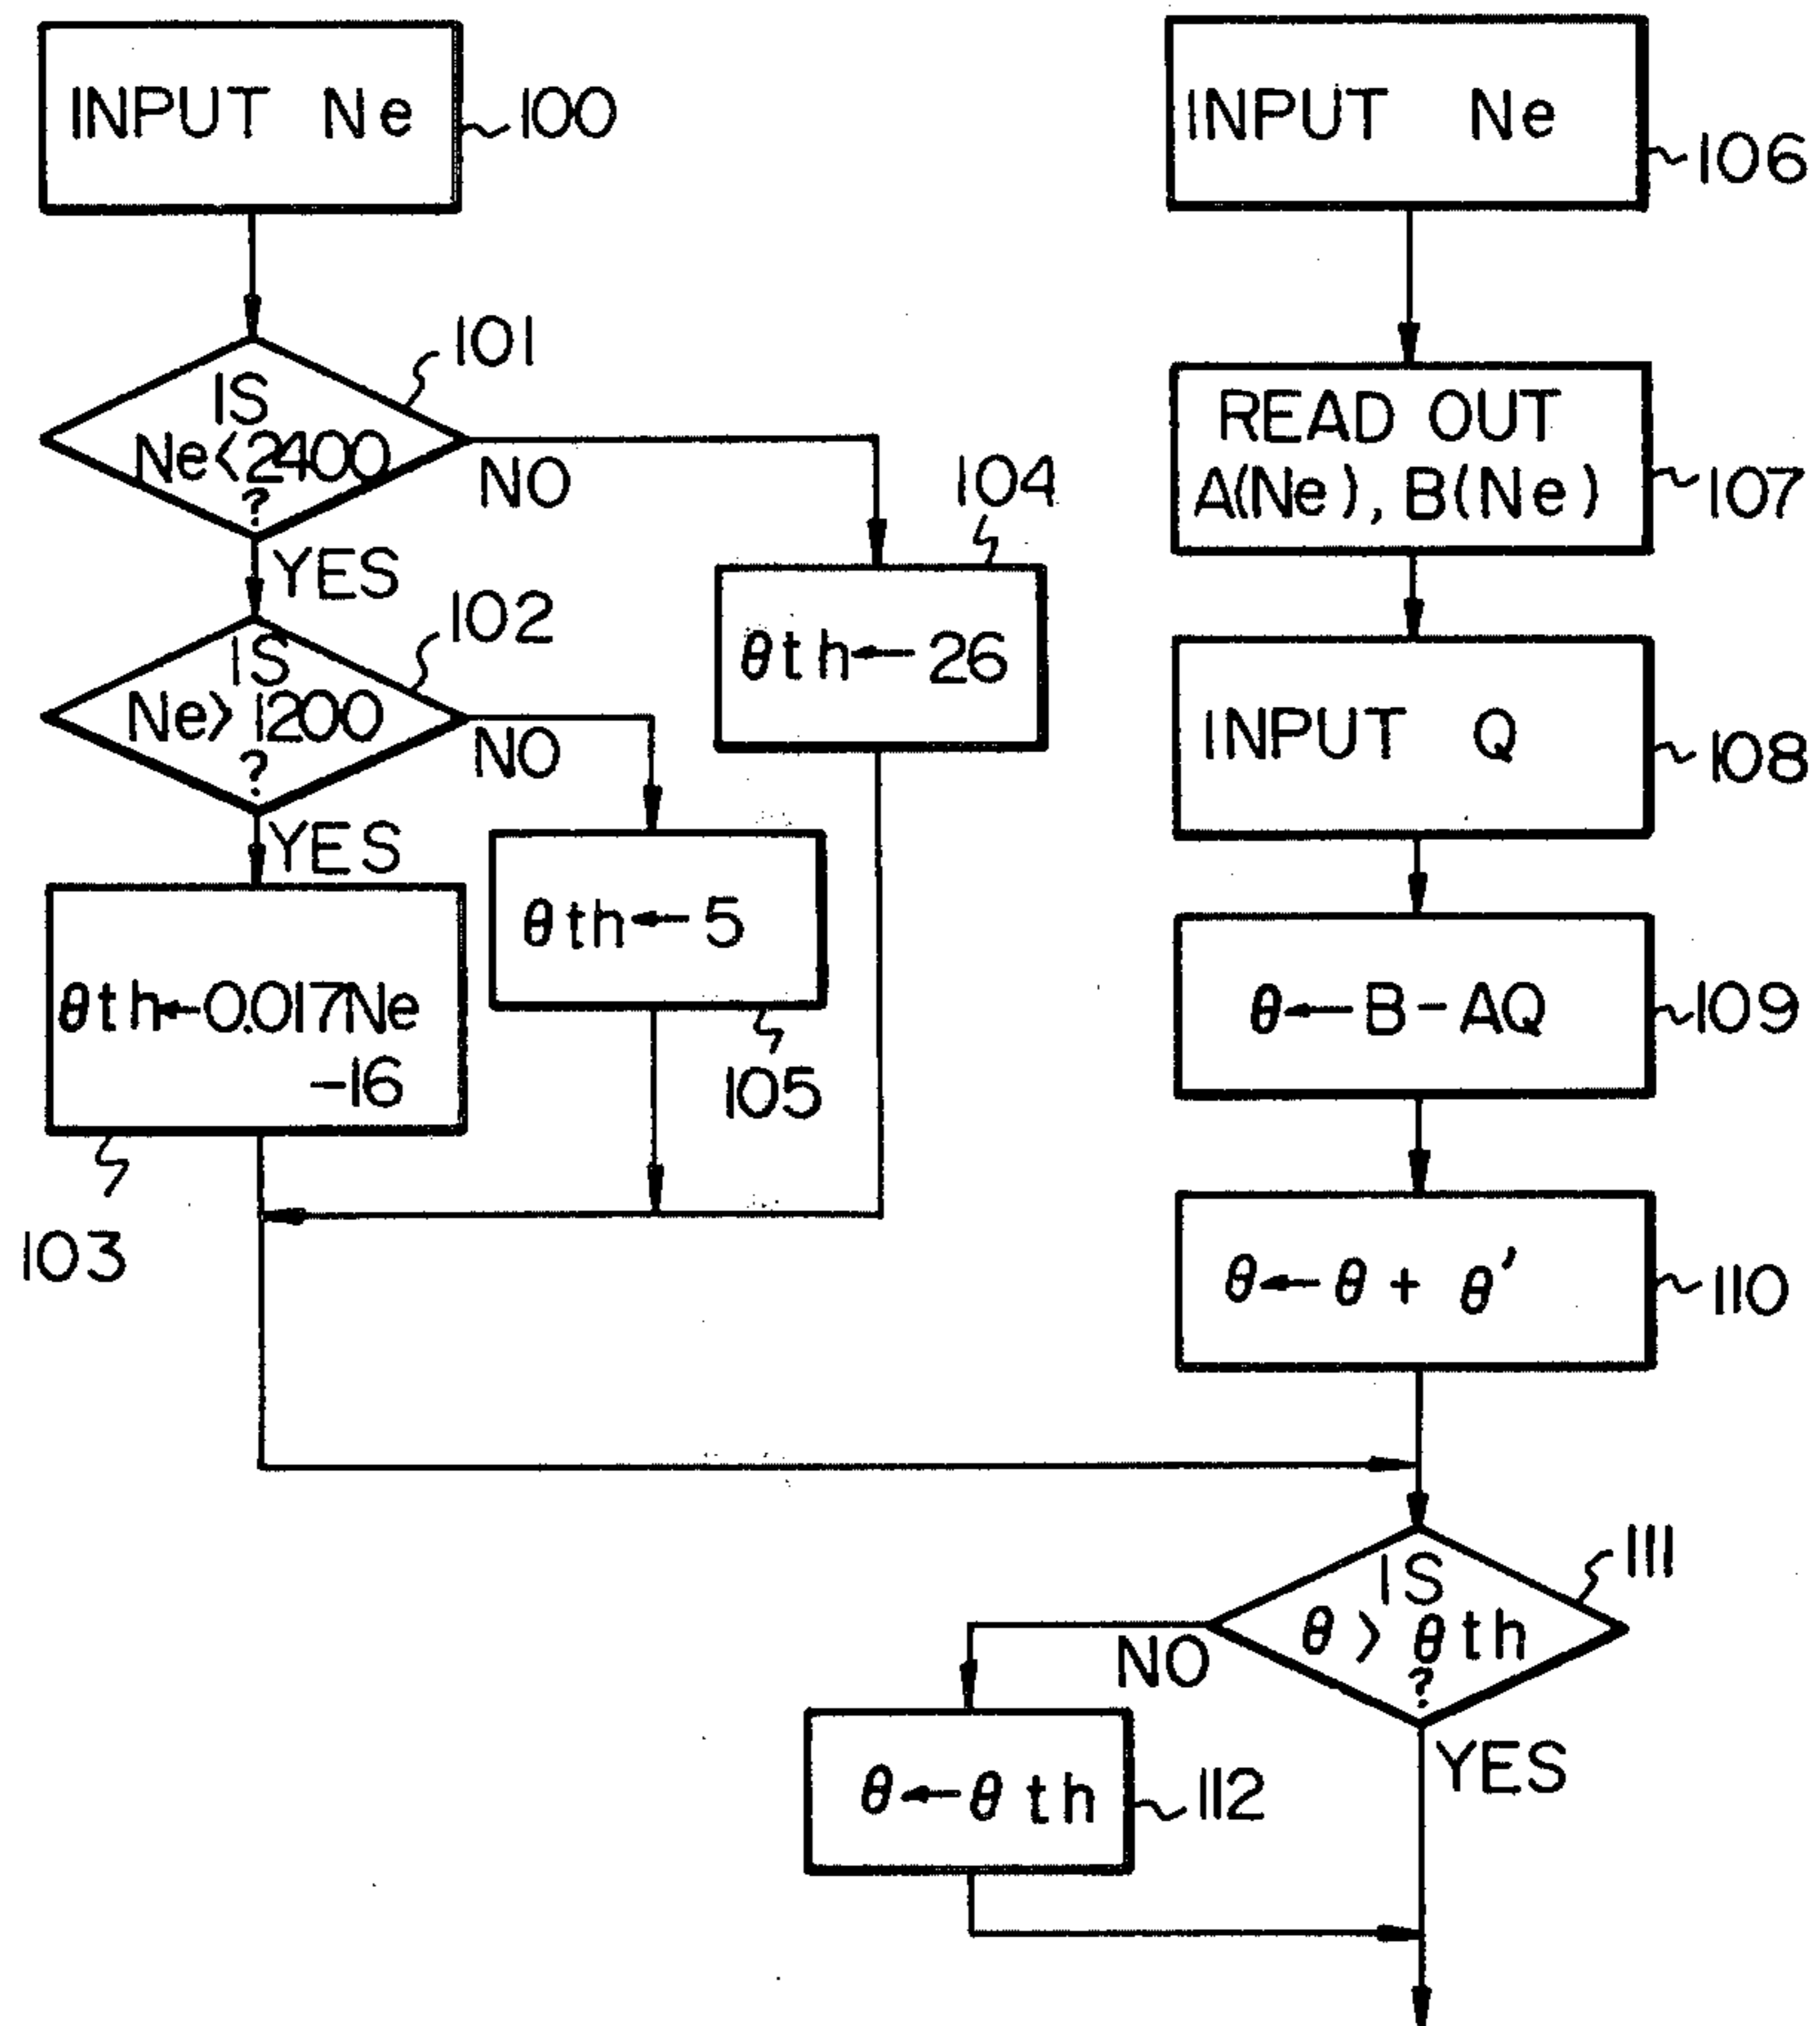 INPUT Ne
100
IS
Ne<2400
?
101
NO
YES
IS
Ne>1200
?
102
NO
YES
θth←0.017Ne
-16
103
θth←26
104
θth←5
105
INPUT Ne
106
READ OUT
A(Ne), B(Ne)
107
INPUT Q
108
θ←B-AQ
109
θ←θ+θ′
110
IS
θ>θth
?
111
NO
YES
θ←θth
112